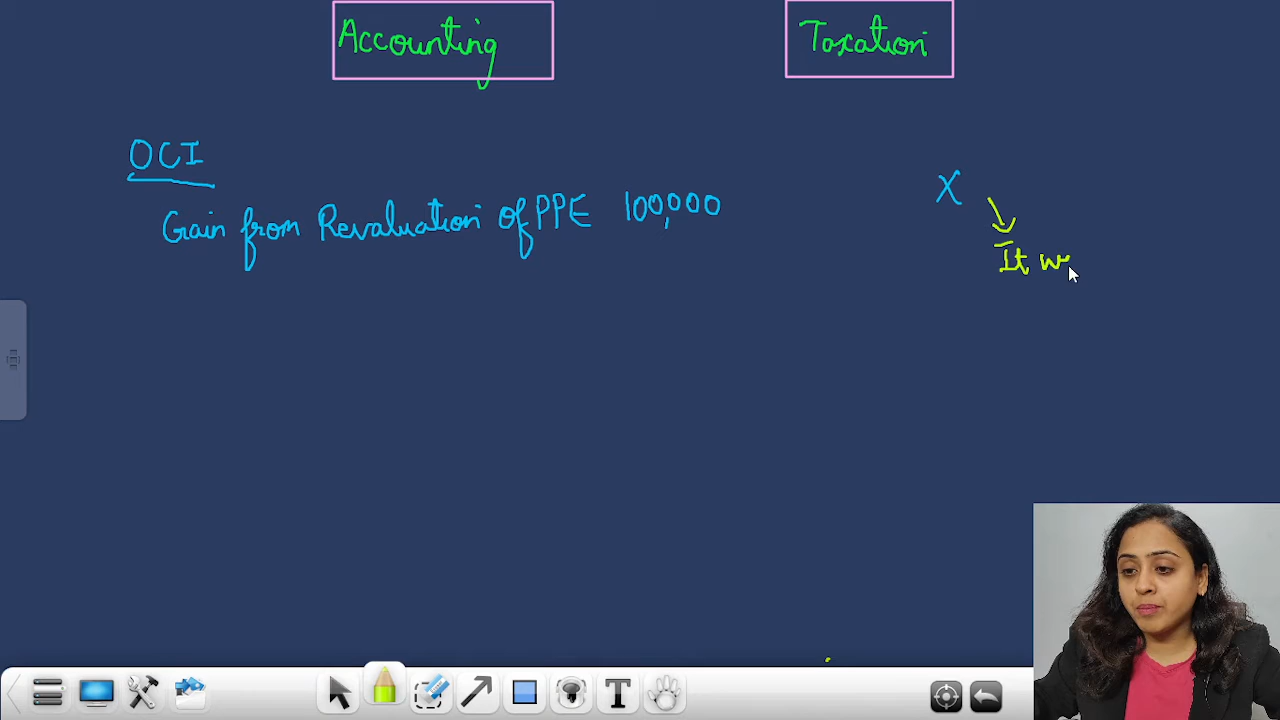 Accounting
Taxation
OCI
X
Gain from Revaluation of PPE 100,000
It w